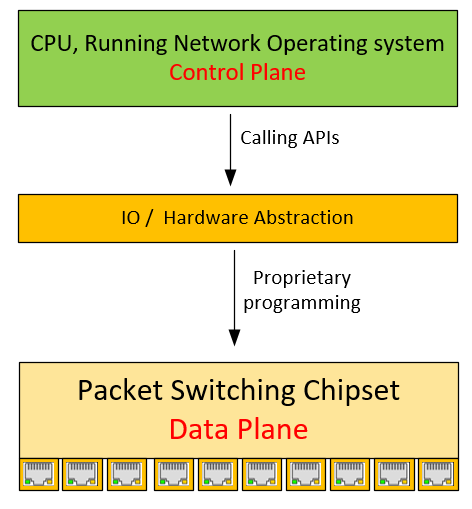 CPU, Running Network Operating system
Control Plane
Calling APIs
IO / Hardware Abstraction
Proprietary
programming
Packet Switching Chipset
Data Plane